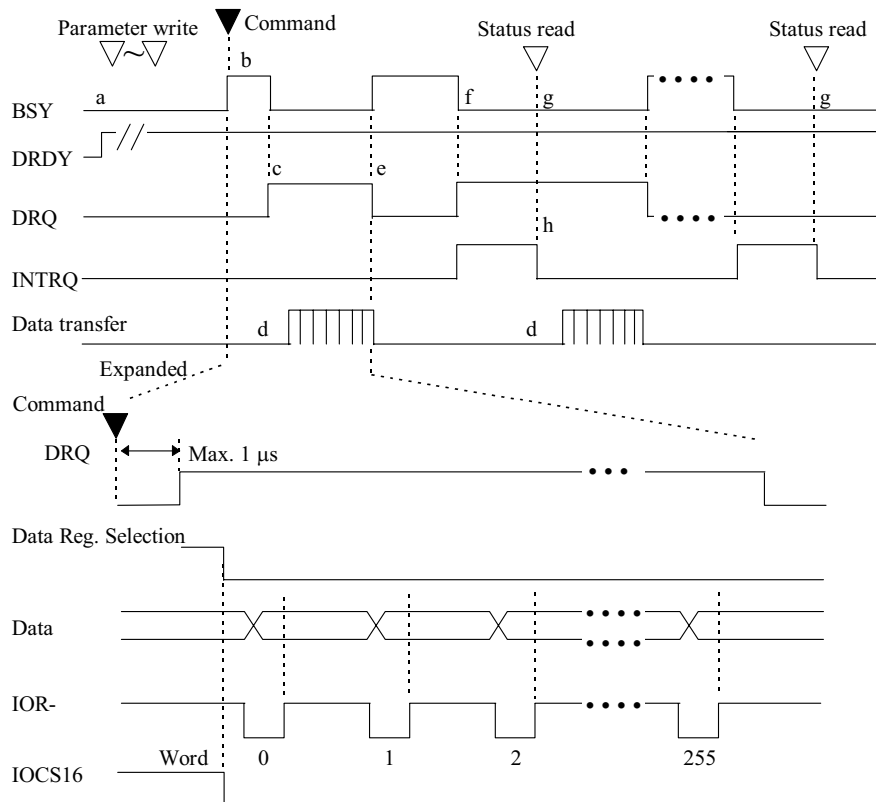 Parameter write
Command
Status read
Status read
~
b
a
f
g
g
BSY
DRDY
c
e
DRQ
h
INTRQ
Data transfer
d
d
Expanded
Command
DRQ
Max. 1 μs
Data Reg. Selection
Data
IOR-
Word
0
1
2
255
IOCS16